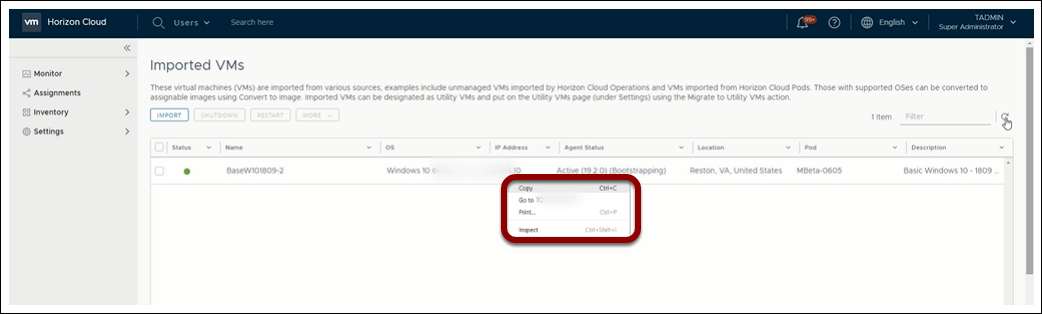 vm Horizon Cloud Users Search here 99+ English TADMIN
Super Administrator
«
Monitor
Assignments
Inventory
Settings
Imported VMs
These virtual machines (VMs) are imported from various sources, examples include unmanaged VMs imported by Horizon Cloud Operations and VMs imported from Horizon Cloud Pods. Those with supported OSes can be converted to
assignable images using Convert to Image. Imported VMs can be designated as Utility VMs and put on the Utility VMs page (under Settings) using the Migrate to Utility VMs action.
IMPORT SHUTDOWN RESTART MORE 1 Item Filter
Status Name OS IP Address Agent Status Location Pod Description
BaseW101809-2 Windows 10 10 Active (19.2.0) (Bootstrapping) Reston, VA, United States MBeta-0605 Basic Windows 10 - 1809 ...
Copy Ctrl+C
Go to 10
Print... Ctrl+P
Inspect Ctrl+Shift+I